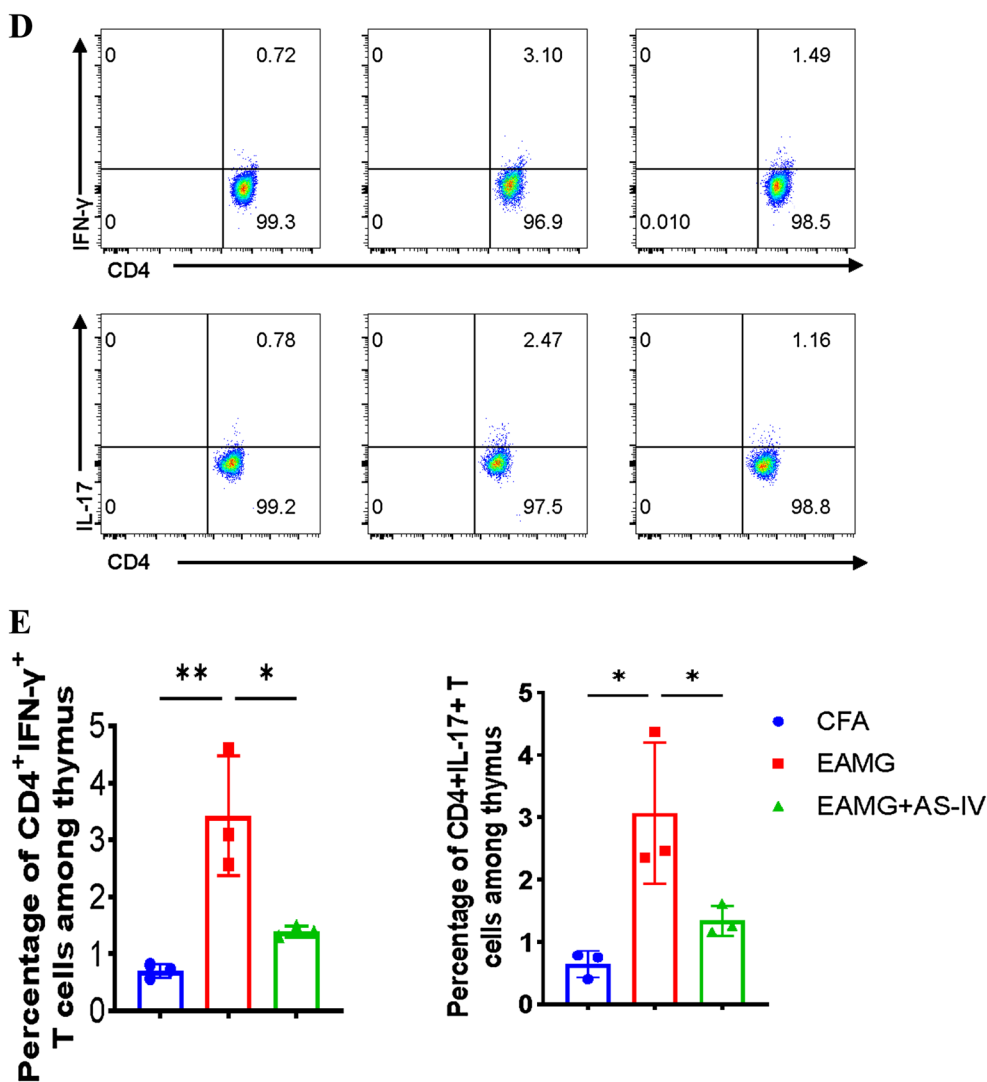 D
0 0.72 0 3.10 0 1.49
IFN-γ
0 99.3 0 96.9 0.010 98.5
CD4
0 0.78 0 2.47 0 1.16
IL-17
0 99.2 0 97.5 0 98.8
CD4
E
** *
Percentage of CD4+IFN-γ+
T cells among thymus
5
4
3
2
1
0
* *
Percentage of CD4+IL-17+ T
cells among thymus
5
4
3
2
1
0
CFA
EAMG
EAMG+AS-IV